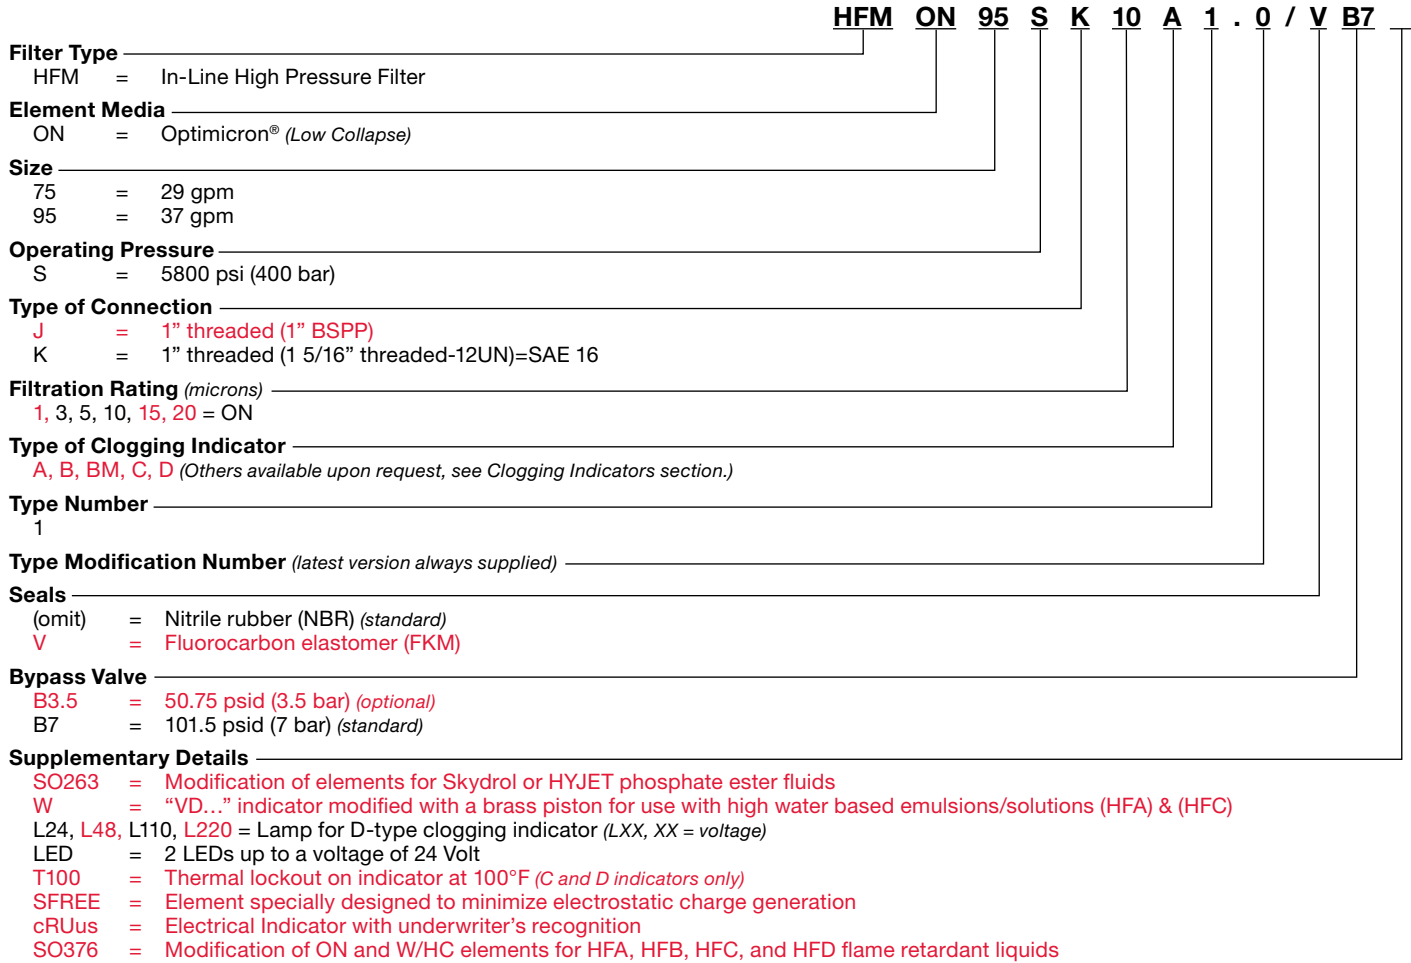 HFM ON 95 S K 10 A 1 . 0 / V B7
Filter Type
HFM = In-Line High Pressure Filter
Element Media
ON = Optimicron® (Low Collapse)
Size
75 = 29 gpm
95 = 37 gpm
Operating Pressure
S = 5800 psi (400 bar)
Type of Connection
J = 1” threaded (1” BSPP)
K = 1” threaded (1 5/16” threaded-12UN)=SAE 16
Filtration Rating (microns)
1, 3, 5, 10, 15, 20 = ON
Type of Clogging Indicator
A, B, BM, C, D (Others available upon request, see Clogging Indicators section.)
Type Number
1
Type Modification Number (latest version always supplied)
Seals
(omit) = Nitrile rubber (NBR) (standard)
V = Fluorocarbon elastomer (FKM)
Bypass Valve
B3.5 = 50.75 psid (3.5 bar) (optional)
B7 = 101.5 psid (7 bar) (standard)
Supplementary Details
SO263 = Modification of elements for Skydrol or HYJET phosphate ester fluids
W = “VD…” indicator modified with a brass piston for use with high water based emulsions/solutions (HFA) & (HFC)
L24, L48, L110, L220 = Lamp for D-type clogging indicator (LXX, XX = voltage)
LED = 2 LEDs up to a voltage of 24 Volt
T100 = Thermal lockout on indicator at 100°F (C and D indicators only)
SFREE = Element specially designed to minimize electrostatic charge generation
cRUus = Electrical Indicator with underwriter’s recognition
SO376 = Modification of ON and W/HC elements for HFA, HFB, HFC, and HFD flame retardant liquids